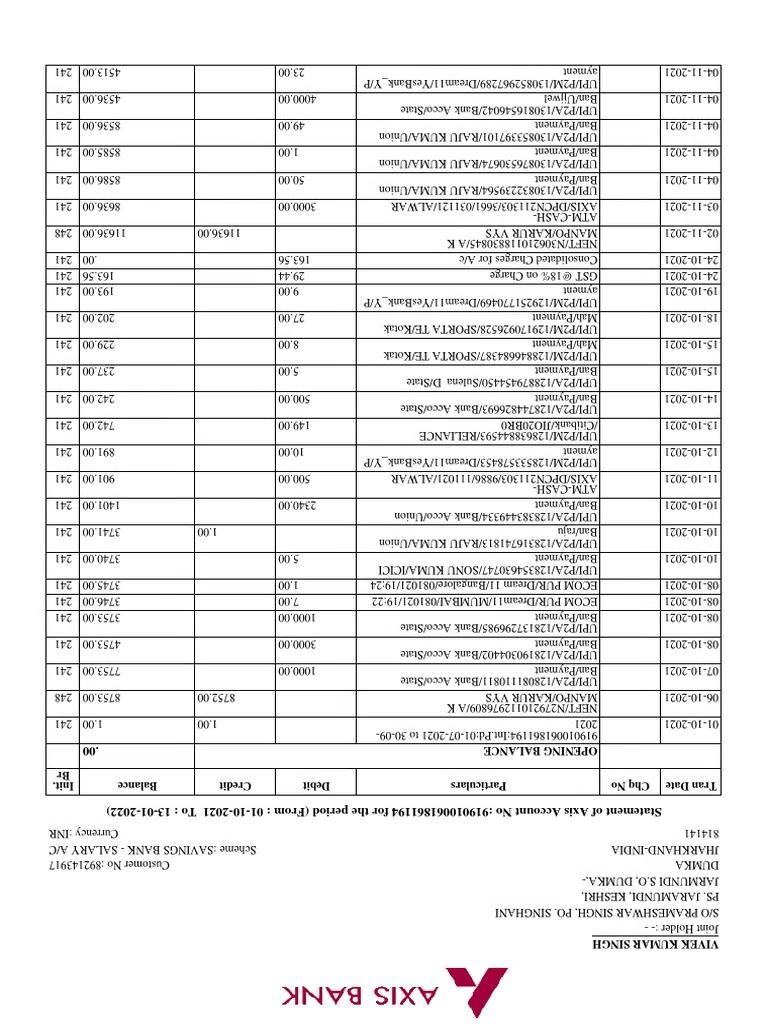 AXIS BANK
VIVEK KUMAR SINGH
Joint Holder :- -
S/O PRAMESHWAR SINGH, PO. SINGHANI
PS. JARAMUNDI, KESHRI,
JARMUNDI S.O, DUMKA,-
DUMKA
JHARKHAND-INDIA
814141
Customer No :892143917
Scheme :SAVINGS BANK - SALARY A/C
Currency :INR
Statement of Axis Account No: 919010061861194 for the period (From : 01-10-2021 To : 13-01-2022)
Tran Date Chq No Particulars Debit Credit Balance Init.
Br
OPENING BALANCE .00
01-10-2021 919010061861194:Int.Pd:01-07-2021 to 30-09- 1.00 1.00 241
2021
06-10-2021 NEFT/N279210112976809/A K 8752.00 8753.00 248
MANPO/KARUR VYS
07-10-2021 UPI/P2A/128081110811/Bank Acco/State 1000.00 7753.00 241
Ban/Payment
08-10-2021 UPI/P2A/128190304402/Bank Acco/State 3000.00 4753.00 241
Ban/Payment
08-10-2021 UPI/P2A/128137296985/Bank Acco/State 1000.00 3753.00 241
Ban/Payment
08-10-2021 ECOM PUR/Dream11/MUMBAI/081021/19:22 7.00 3746.00 241
08-10-2021 ECOM PUR/Dream 11/Bangalore/081021/19:24 1.00 3745.00 241
10-10-2021 UPI/P2A/128354630747/SONU KUMA/ICICI 5.00 3740.00 241
Ban/Payment
10-10-2021 UPI/P2A/128316741813/RAJU KUMA/Union 1.00 3741.00 241
Ban/raju
10-10-2021 UPI/P2A/128383449334/Bank Acco/Union 2340.00 1401.00 241
Ban/Payment
11-10-2021 ATM-CASH- 500.00 901.00 241
AXIS/DPCN211303/9886/111021/ALWAR
12-10-2021 UPI/P2M/128533578453/Dream11/YesBank_Y/P 10.00 891.00 241
ayment
13-10-2021 UPI/P2M/128638844593/RELIANCE 149.00 742.00 241
/Citibank/JIO20BR0
14-10-2021 UPI/P2A/128744826693/Bank Acco/State 500.00 242.00 241
Ban/Payment
15-10-2021 UPI/P2A/128879454450/Sulena D/State 5.00 237.00 241
Ban/Payment
15-10-2021 UPI/P2M/128846684387/SPORTA TE/Kotak 8.00 229.00 241
Mah/Payment
18-10-2021 UPI/P2M/129170926528/SPORTA TE/Kotak 27.00 202.00 241
Mah/Payment
19-10-2021 UPI/P2M/129251770469/Dream11/YesBank_Y/P 9.00 193.00 241
ayment
24-10-2021 GST @18% on Charge 29.44 163.56 241
24-10-2021 Consolidated Charges for A/c 163.56 .00 241
02-11-2021 NEFT/N306210118830845/A K 11636.00 11636.00 248
MANPO/KARUR VYS
03-11-2021 ATM-CASH- 3000.00 8636.00 241
AXIS/DPCN211303/3661/031121/ALWAR
04-11-2021 UPI/P2A/130832239564/RAJU KUMA/Union 50.00 8586.00 241
Ban/Payment
04-11-2021 UPI/P2A/130876530674/RAJU KUMA/Union 1.00 8585.00 241
Ban/Payment
04-11-2021 UPI/P2A/130853397101/RAJU KUMA/Union 49.00 8536.00 241
Ban/Payment
04-11-2021 UPI/P2A/130816546042/Bank Acco/State 4000.00 4536.00 241
Ban/Ujjwel
04-11-2021 UPI/P2M/130852967289/Dream11/YesBank_Y/P 23.00 4513.00 241
ayment